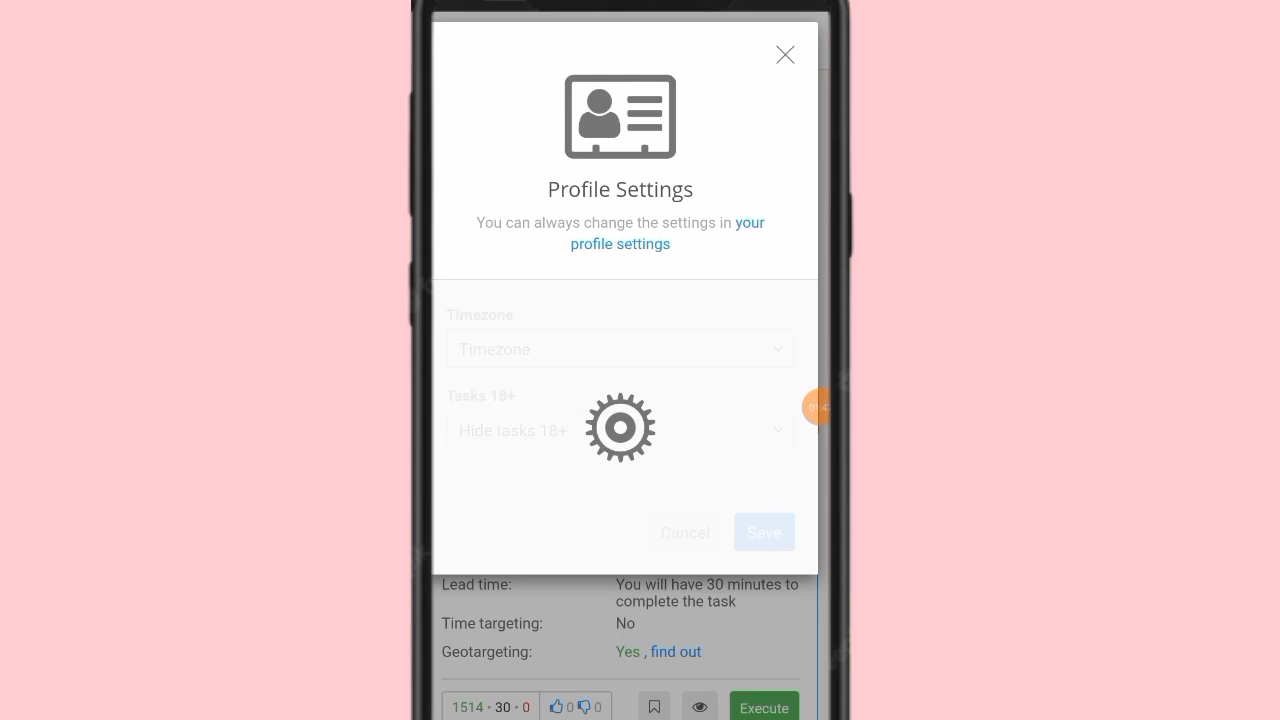 Profile Settings
You can always change the settings in your
profile settings
Timezone
Timezone
Tasks 18+
Hide tasks 18+
Cancel
Save
Lead time:
You will have 30 minutes to
complete the task
Time targeting:
No
Geotargeting:
Yes , find out
1514 · 30 · 0
0
0
Execute